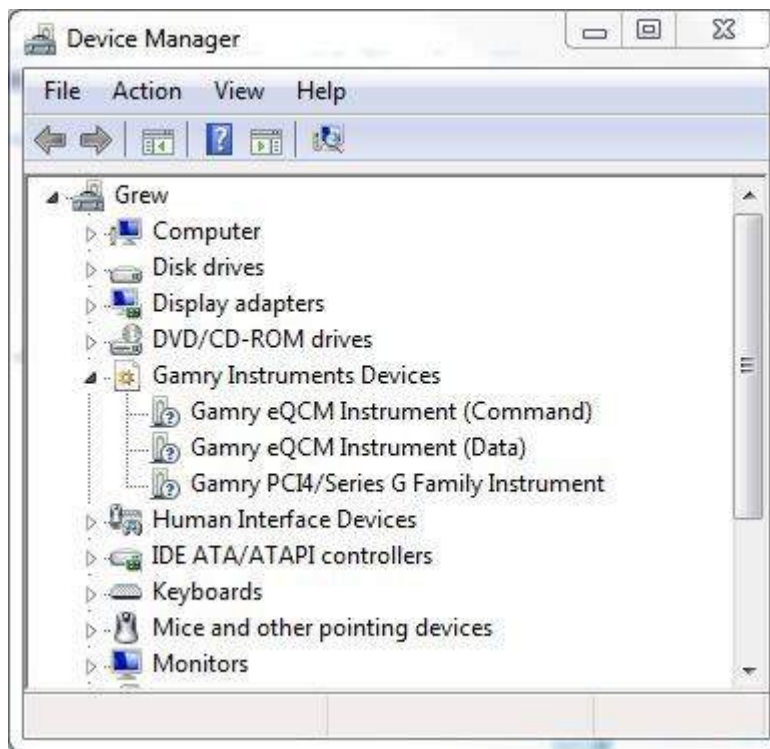 Device Manager
File Action View Help
Grew
Computer
Disk drives
Display adapters
DVD/CD-ROM drives
Gamry Instruments Devices
Gamry eQCM Instrument (Command)
Gamry eQCM Instrument (Data)
Gamry PCI4/Series G Family Instrument
Human Interface Devices
IDE ATA/ATAPI controllers
Keyboards
Mice and other pointing devices
Monitors